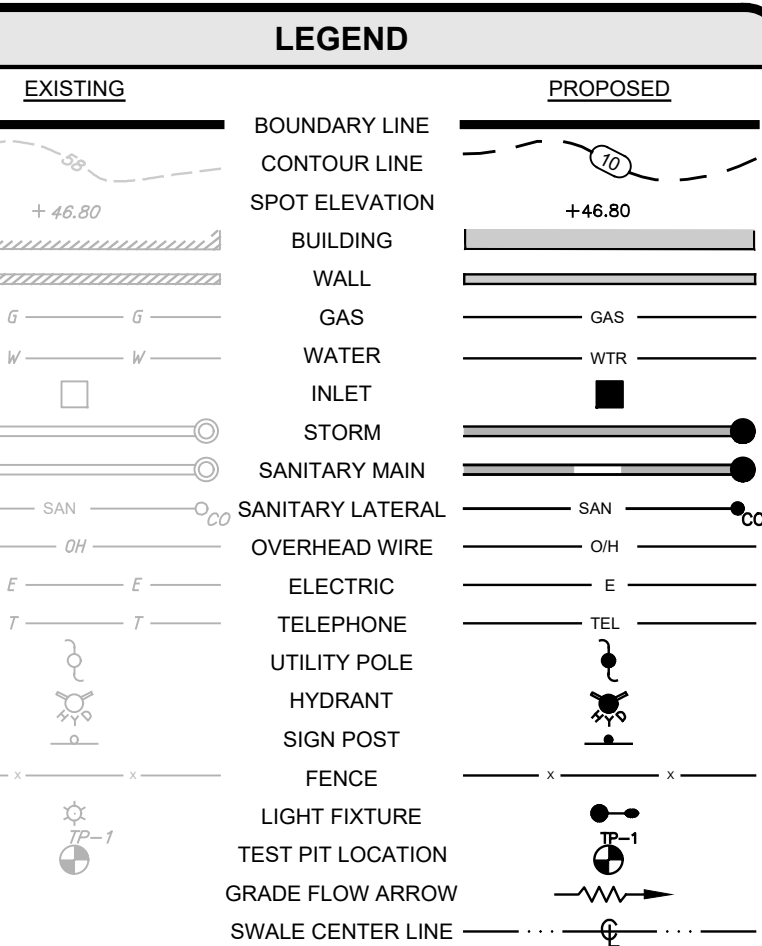 LEGEND
EXISTING PROPOSED
BOUNDARY LINE
58 CONTOUR LINE 10
+ 46.80 SPOT ELEVATION +46.80
BUILDING
WALL
G G GAS GAS
W W WATER WTR
INLET
STORM
SANITARY MAIN
SAN CO SANITARY LATERAL SAN CO
OH OVERHEAD WIRE O/H
E E ELECTRIC E
T T TELEPHONE TEL
UTILITY POLE
HYD HYDRANT HYD
SIGN POST
x x FENCE x x
LIGHT FIXTURE
TP-1 TEST PIT LOCATION TP-1
GRADE FLOW ARROW
SWALE CENTER LINE ℄